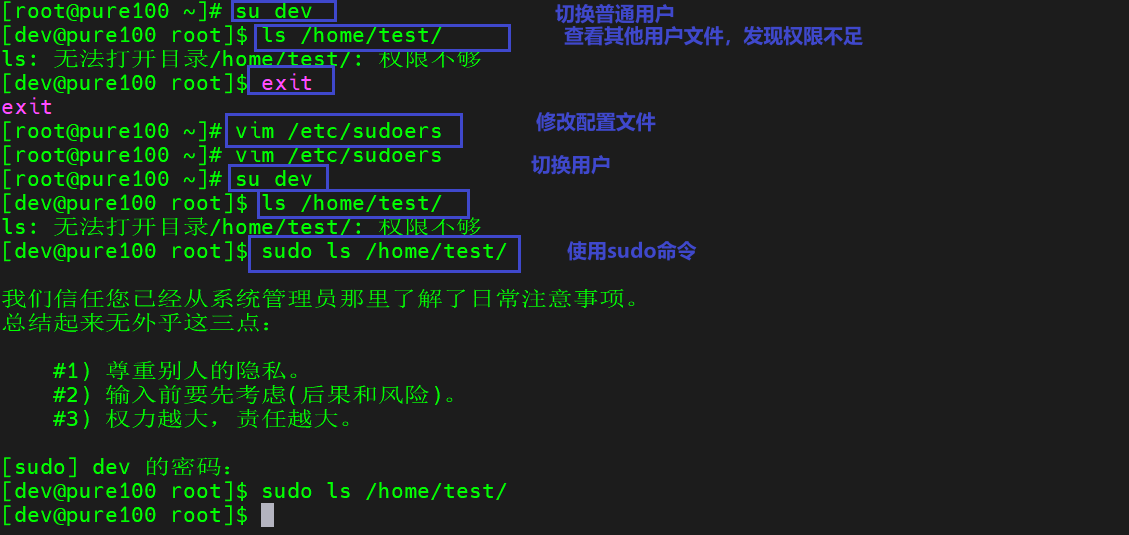 [root@pure100 ~]# su dev 切换普通用户
[dev@pure100 root]$ ls /home/test/ 查看其他用户文件，发现权限不足
ls: 无法打开目录/home/test/: 权限不够
[dev@pure100 root]$ exit
exit
[root@pure100 ~]# vim /etc/sudoers 修改配置文件
[root@pure100 ~]# vim /etc/sudoers
[root@pure100 ~]# su dev 切换用户
[dev@pure100 root]$ ls /home/test/
ls: 无法打开目录/home/test/: 权限不够
[dev@pure100 root]$ sudo ls /home/test/ 使用sudo命令
我们信任您已经从系统管理员那里了解了日常注意事项。
总结起来无外乎这三点：
#1) 尊重别人的隐私。
#2) 输入前要先考虑(后果和风险)。
#3) 权力越大，责任越大。
[sudo] dev 的密码：
[dev@pure100 root]$ sudo ls /home/test/
[dev@pure100 root]$